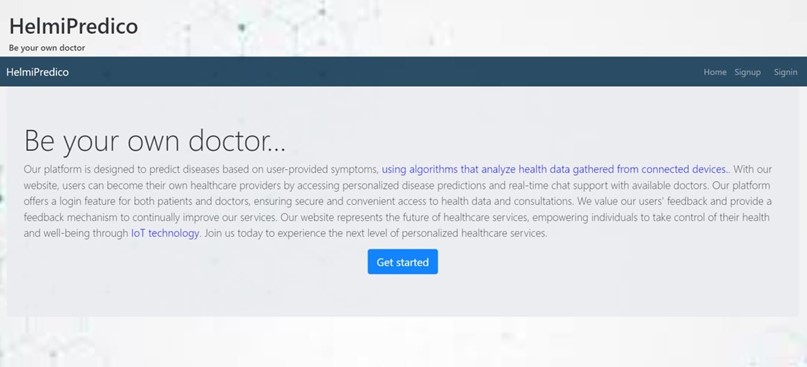 HelmiPredico
Be your own doctor
HelmiPredico Home Signup Signin
Be your own doctor...
Our platform is designed to predict diseases based on user-provided symptoms, using algorithms that analyze health data gathered from connected devices.. With our
website, users can become their own healthcare providers by accessing personalized disease predictions and real-time chat support with available doctors. Our platform
offers a login feature for both patients and doctors, ensuring secure and convenient access to health data and consultations. We value our users' feedback and provide a
feedback mechanism to continually improve our services. Our website represents the future of healthcare services, empowering individuals to take control of their health
and well-being through IoT technology. Join us today to experience the next level of personalized healthcare services.
Get started